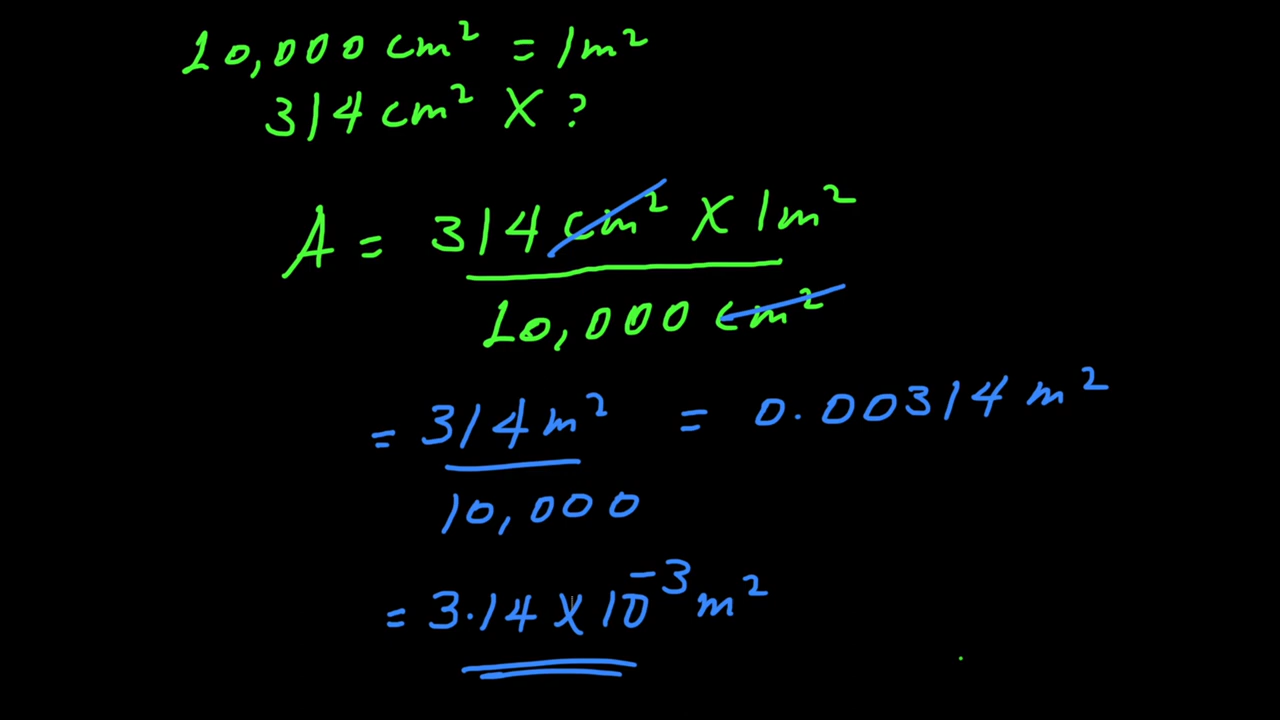 10,000 cm² = 1m²
314 cm² X ?
A = 314 cm² X 1m²
10,000 cm²
= 314 m² = 0.00314 m²
10,000
= 3.14 x 10⁻³ m²